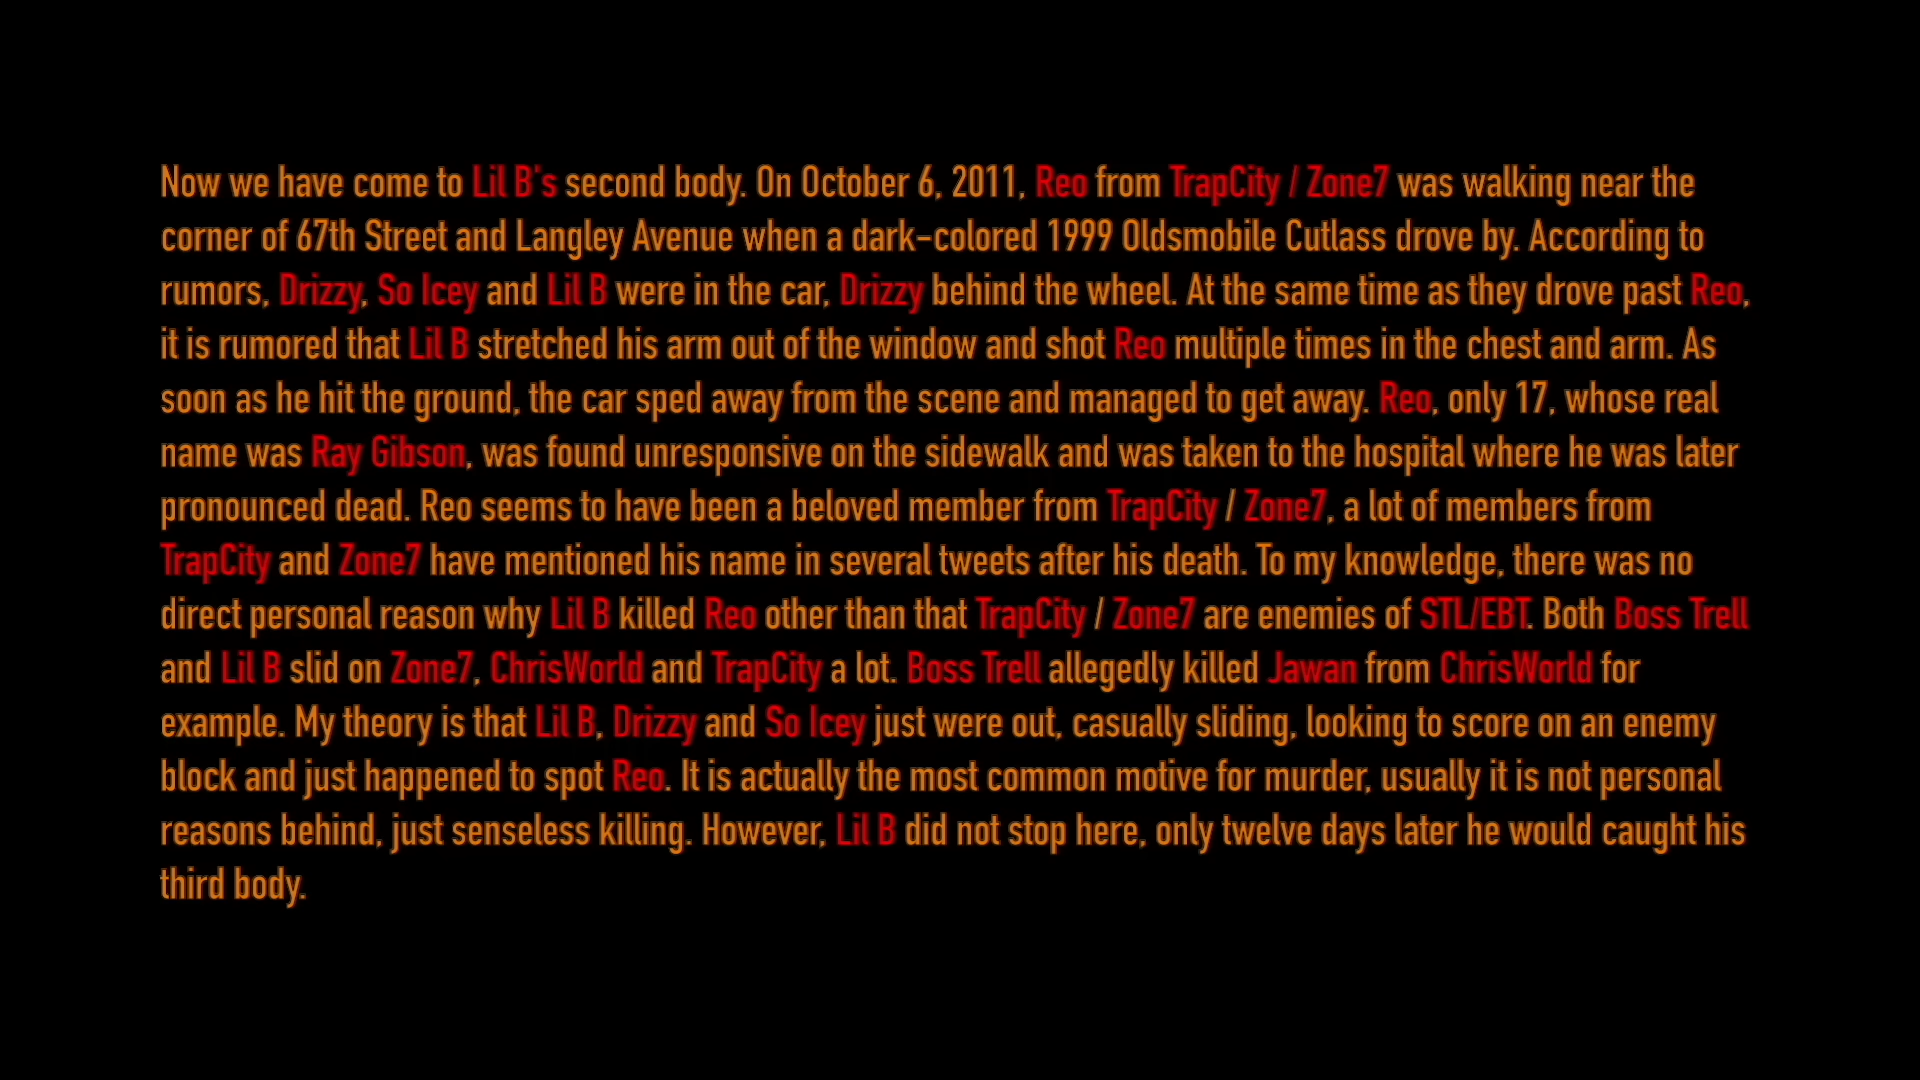 Now we have come to Lil B's second body. On October 6, 2011, Reo from TrapCity / Zone7 was walking near the
corner of 67th Street and Langley Avenue when a dark-colored 1999 Oldsmobile Cutlass drove by. According to
rumors, Drizzy, So Icey and Lil B were in the car, Drizzy behind the wheel. At the same time as they drove past Reo,
it is rumored that Lil B stretched his arm out of the window and shot Reo multiple times in the chest and arm. As
soon as he hit the ground, the car sped away from the scene and managed to get away. Reo, only 17, whose real
name was Ray Gibson, was found unresponsive on the sidewalk and was taken to the hospital where he was later
pronounced dead. Reo seems to have been a beloved member from TrapCity / Zone7, a lot of members from
TrapCity and Zone7 have mentioned his name in several tweets after his death. To my knowledge, there was no
direct personal reason why Lil B killed Reo other than that TrapCity / Zone7 are enemies of STL/EBT. Both Boss Trell
and Lil B slid on Zone7, ChrisWorld and TrapCity a lot. Boss Trell allegedly killed Jawan from ChrisWorld for
example. My theory is that Lil B, Drizzy and So Icey just were out, casually sliding, looking to score on an enemy
block and just happened to spot Reo. It is actually the most common motive for murder, usually it is not personal
reasons behind, just senseless killing. However, Lil B did not stop here, only twelve days later he would caught his
third body.